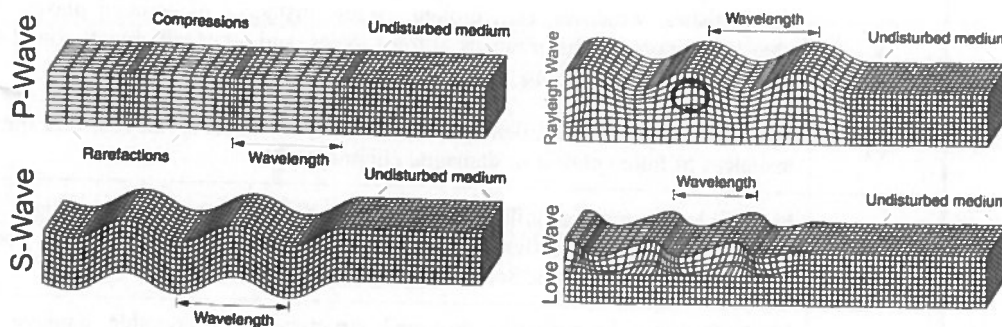 P-Wave
Compressions
Undisturbed medium
Rarefactions
Wavelength
Rayleigh Wave
Wavelength
Undisturbed medium
S-Wave
Undisturbed medium
Wavelength
Love Wave
Wavelength
Undisturbed medium